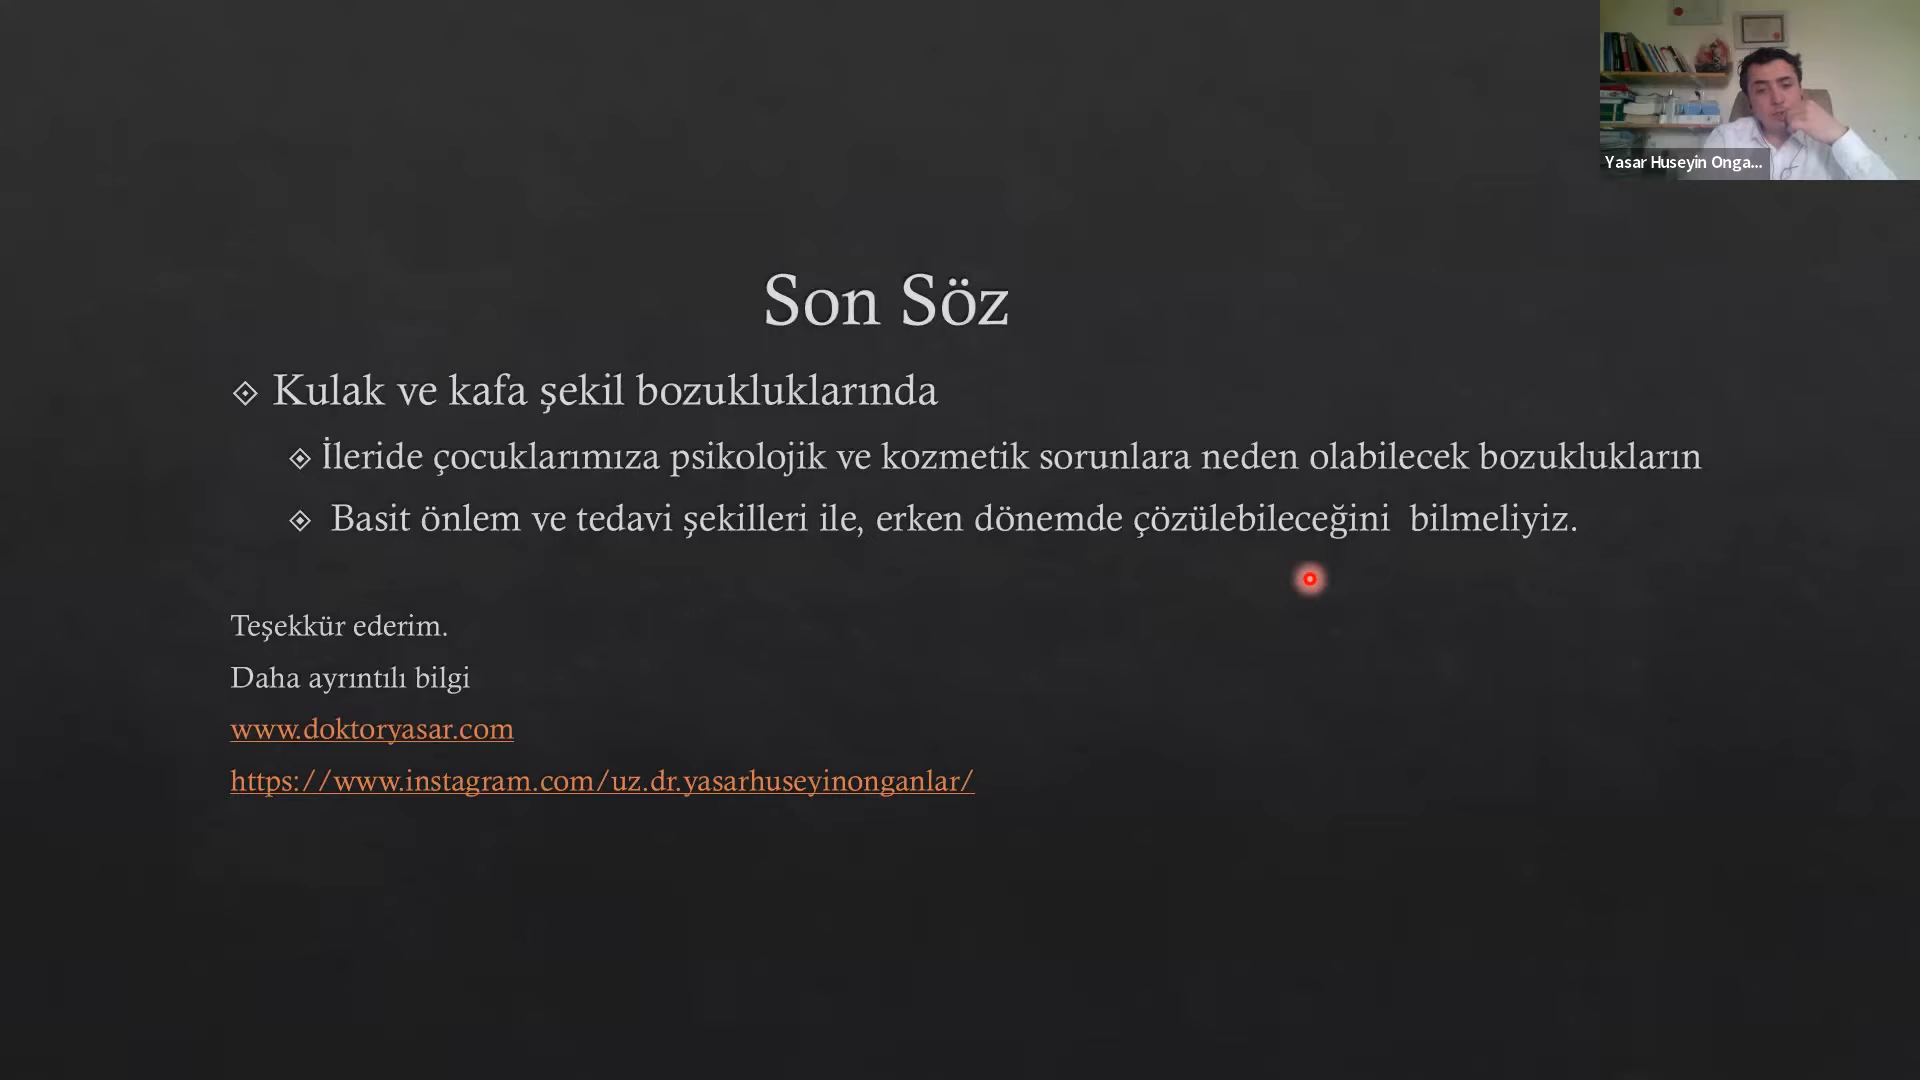 Yasar Huseyin Onga...
Son Söz
Kulak ve kafa şekil bozukluklarında
İleride çocuklarımıza psikolojik ve kozmetik sorunlara neden olabilecek bozuklukların
Basit önlem ve tedavi şekilleri ile, erken dönemde çözülebileceğini bilmeliyiz.
Teşekkür ederim.
Daha ayrıntılı bilgi
www.doktoryasar.com
https://www.instagram.com/uz.dr.yasarhuseyinonganlar/